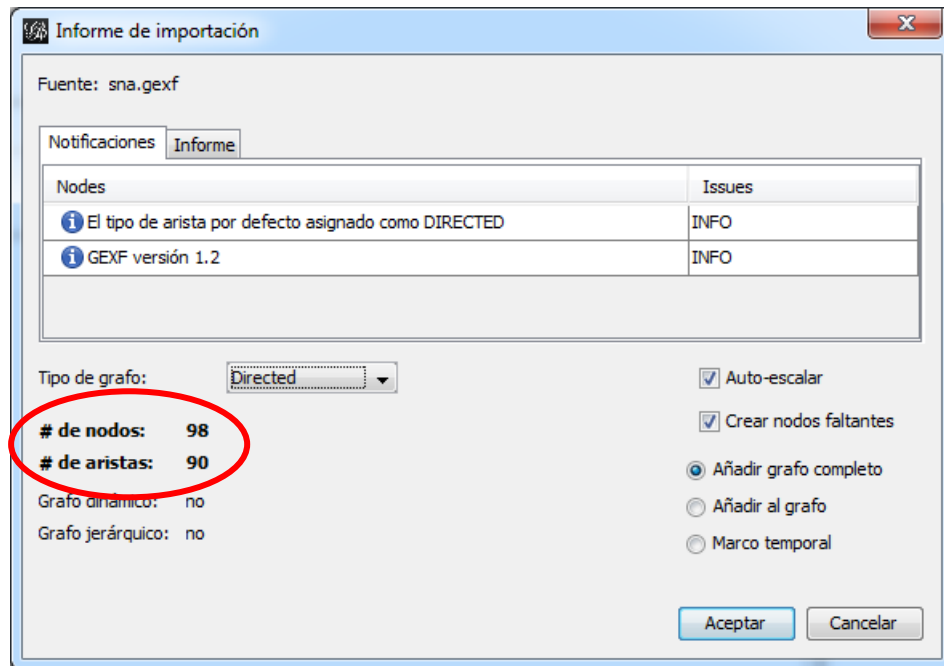 Informe de importación
Fuente: sna.gexf
Notificaciones Informe
Nodes Issues
El tipo de arista por defecto asignado como DIRECTED INFO
GEXF versión 1.2 INFO
Tipo de grafo: Directed
Auto-escalar
# de nodos: 98
Crear nodos faltantes
# de aristas: 90
Añadir grafo completo
Grafo dinámico: no
Añadir al grafo
Grafo jerárquico: no
Marco temporal
Aceptar Cancelar